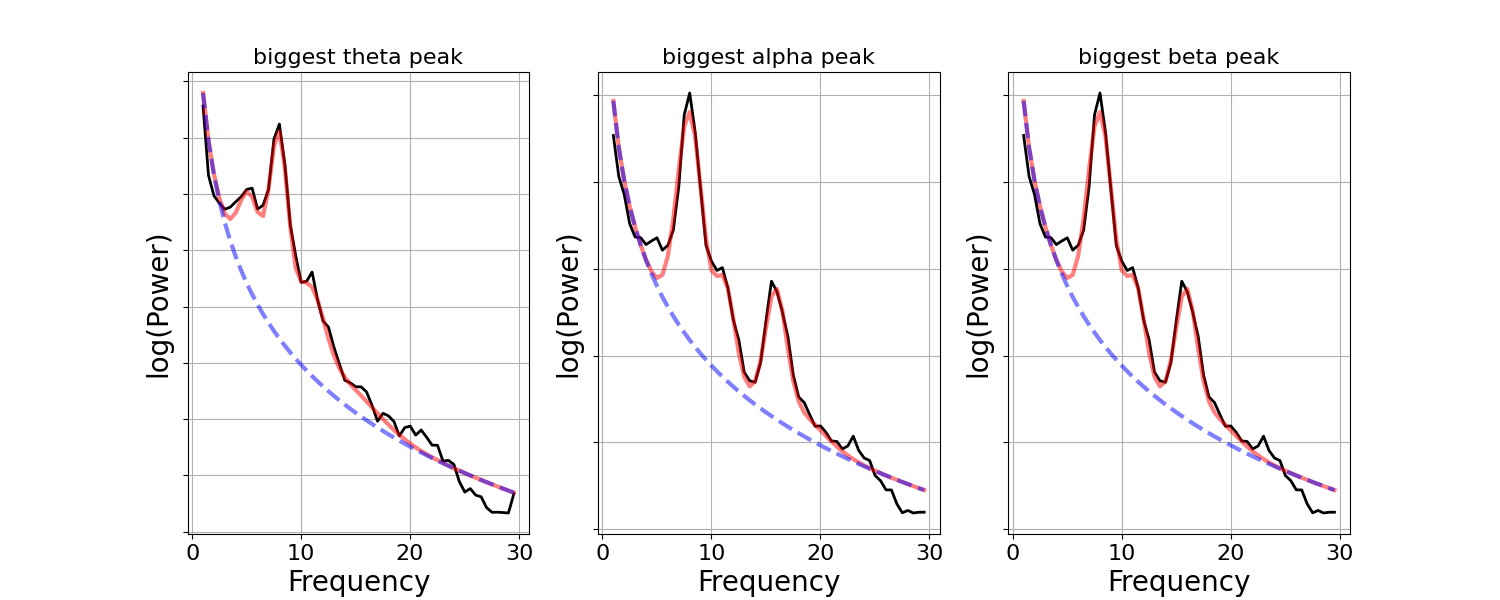 biggest theta peak
biggest alpha peak
biggest beta peak
log(Power)
log(Power)
log(Power)
0 10 20 30
0 10 20 30
0 10 20 30
Frequency
Frequency
Frequency